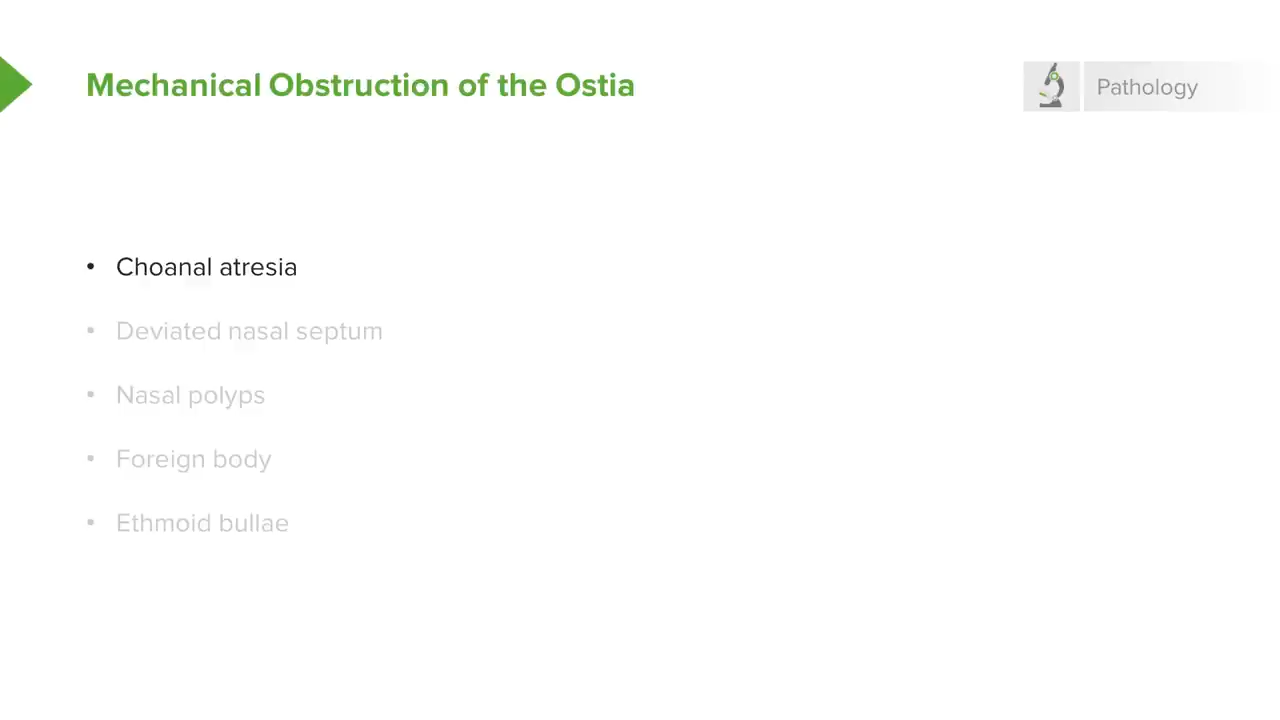 Mechanical Obstruction of the Ostia
Pathology
• Choanal atresia
• Deviated nasal septum
• Nasal polyps
• Foreign body
• Ethmoid bullae